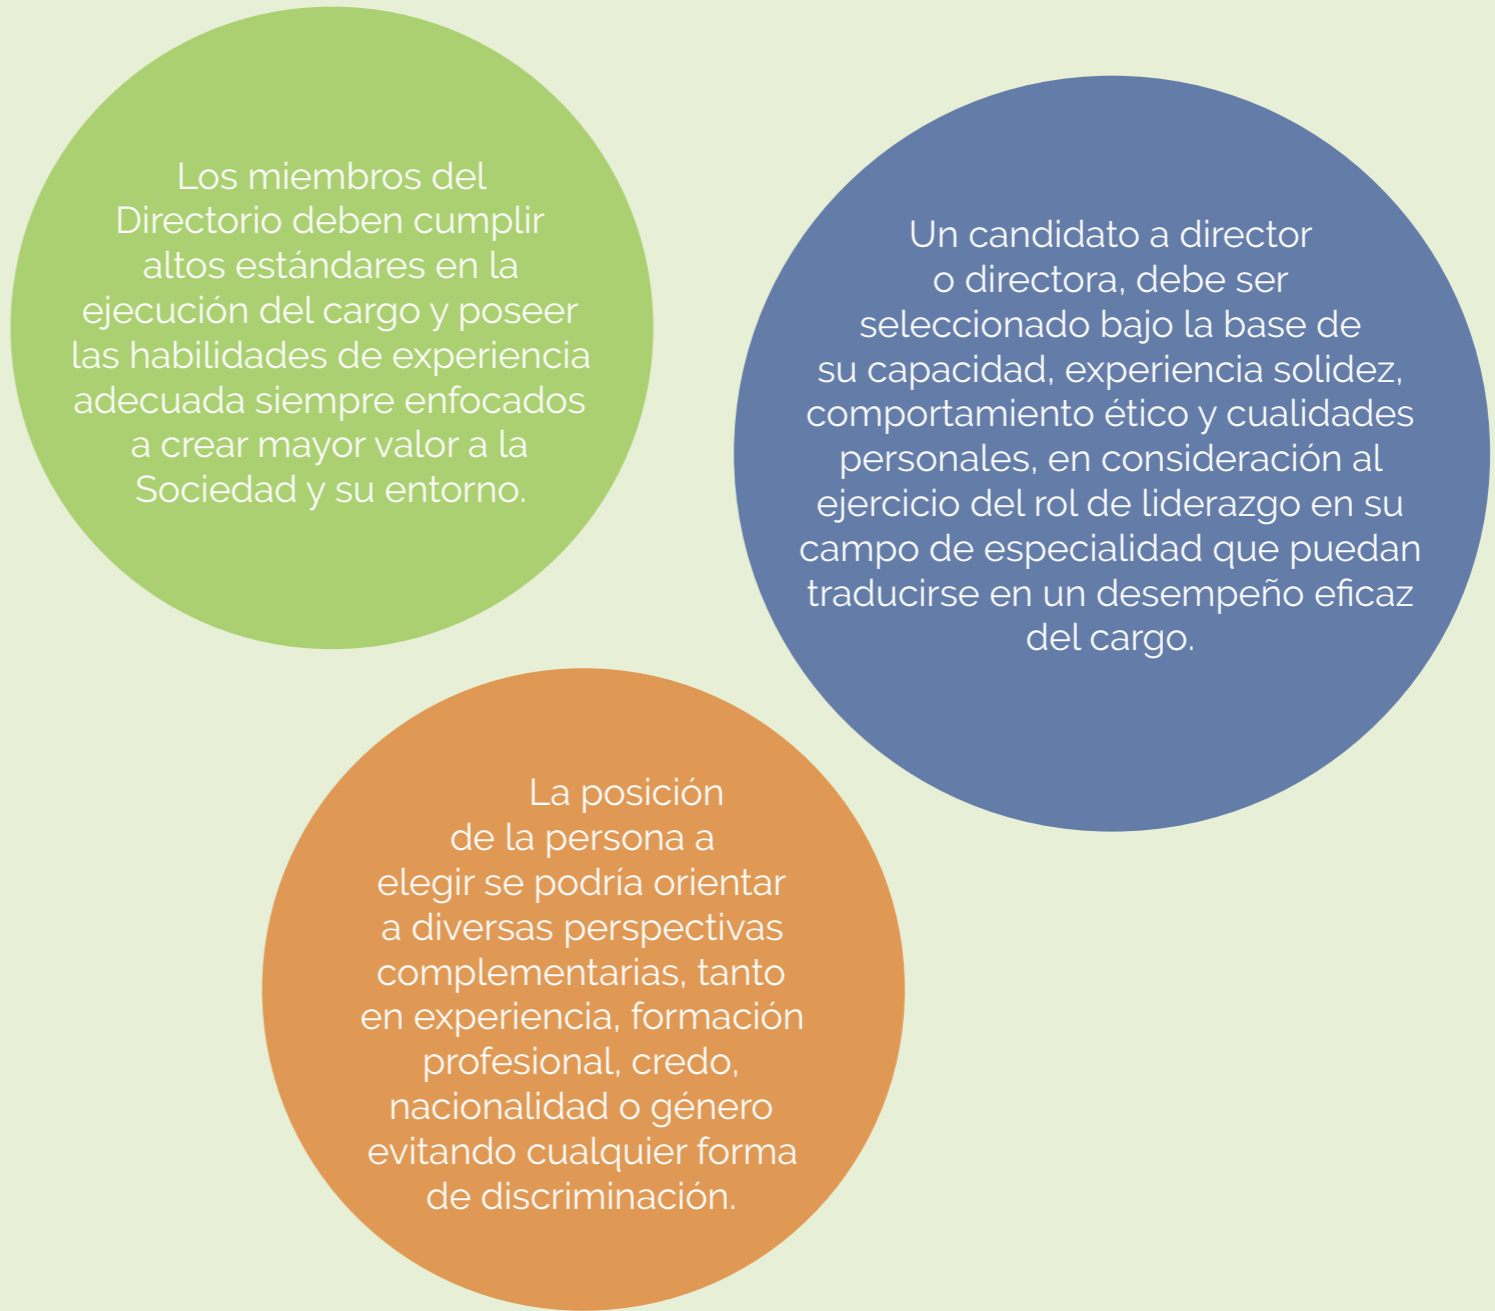 Los miembros del
Directorio deben cumplir
altos estándares en la
ejecución del cargo y poseer
las habilidades de experiencia
adecuada siempre enfocados
a crear mayor valor a la
Sociedad y su entorno.
Un candidato a director
o directora, debe ser
seleccionado bajo la base de
su capacidad, experiencia solidez,
comportamiento ético y cualidades
personales, en consideración al
ejercicio del rol de liderazgo en su
campo de especialidad que puedan
traducirse en un desempeño eficaz
del cargo.
La posición
de la persona a
elegir se podría orientar
a diversas perspectivas
complementarias, tanto
en experiencia, formación
profesional, credo,
nacionalidad o género
evitando cualquier forma
de discriminación.